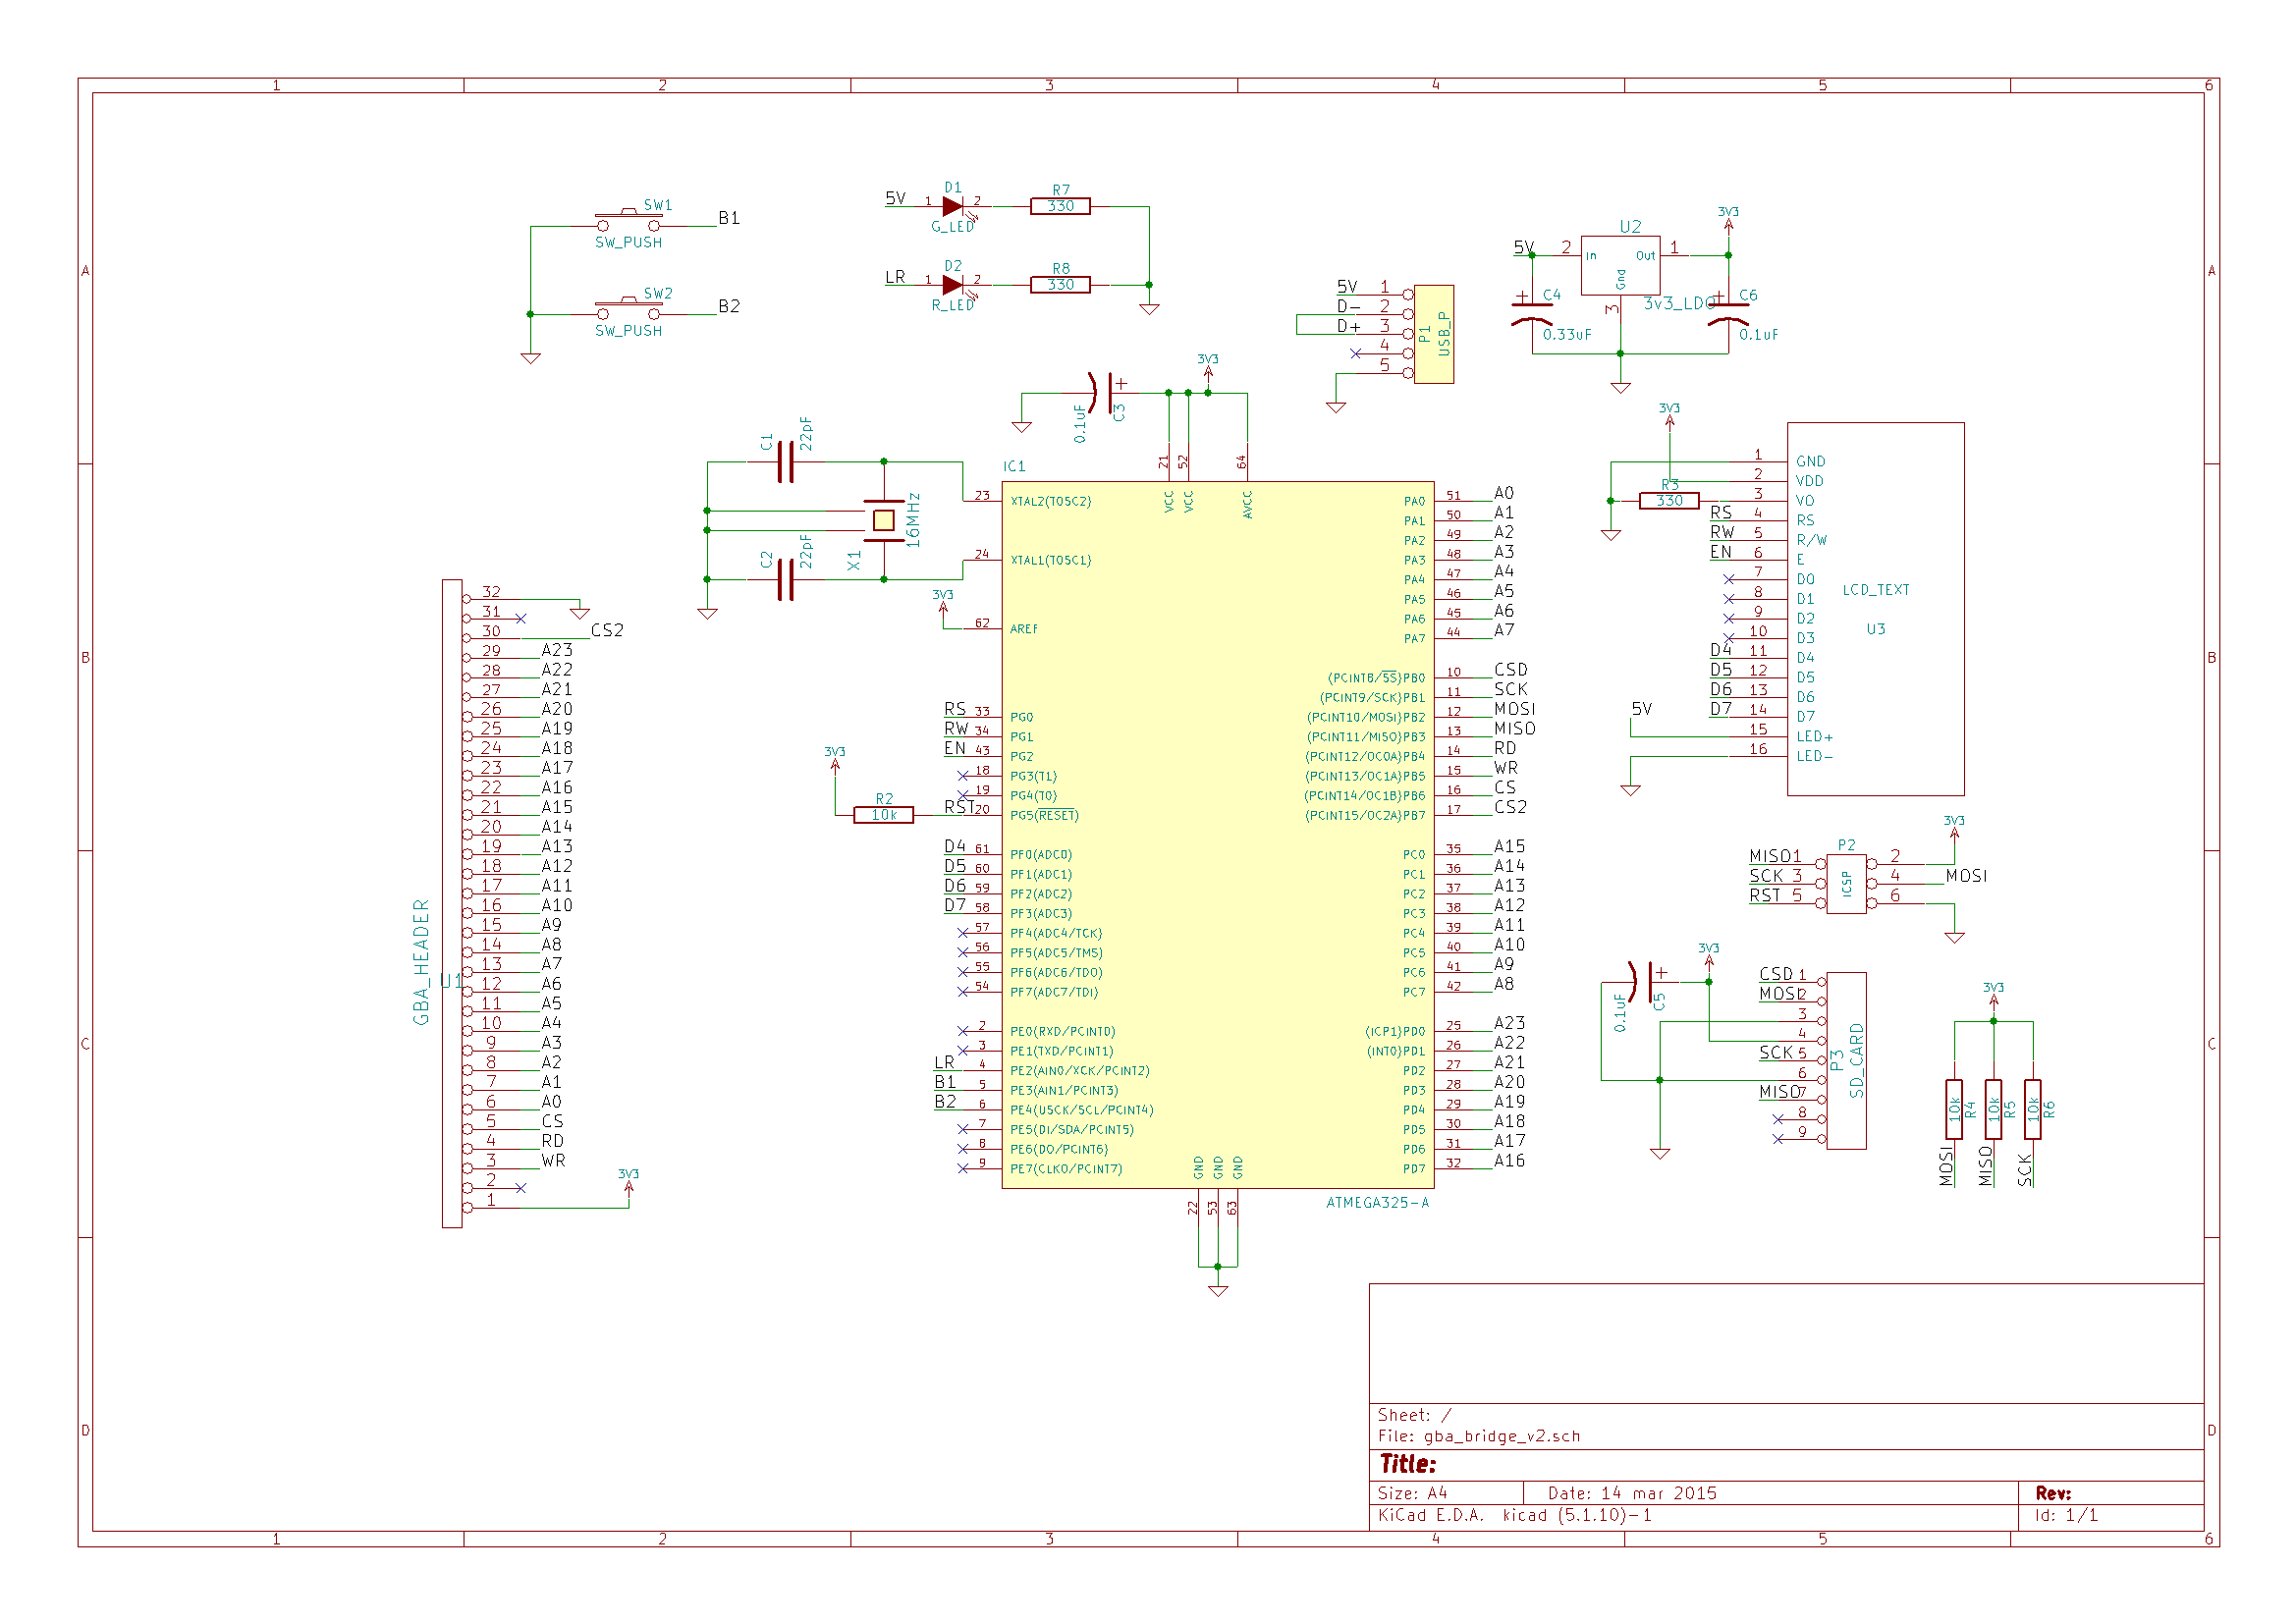 1 2 3 4 5 6
A
B
C
D
SW1
SW_PUSH
B1
SW2
SW_PUSH
B2
5V 1 D1 2 R7
G_LED 330
LR 1 D2 2 R8
R_LED 330
5V 1
D- 2
D+ 3
4
5
P1
USB_P
5V 2 In U2 Out 1 3V3
Gnd
3
3v3_LDO
C4
0.33uF
C6
0.1uF
3V3
0.1uF
C3
C1
22pF
C2
22pF
X1
16MHz
IC1
21 VCC
52 VCC
64 AVCC
23 XTAL2(TOSC2)
24 XTAL1(TOSC1)
3V3
62 AREF
RS 33 PG0
RW 34 PG1
EN 43 PG2
18 PG3(T1)
19 PG4(T0)
RST 20 PG5(RESET)
3V3
R2
10k
D4 61 PF0(ADC0)
D5 60 PF1(ADC1)
D6 59 PF2(ADC2)
D7 58 PF3(ADC3)
57 PF4(ADC4/TCK)
56 PF5(ADC5/TMS)
55 PF6(ADC6/TDO)
54 PF7(ADC7/TDI)
2 PE0(RXD/PCINT0)
3 PE1(TXD/PCINT1)
LR 4 PE2(AIN0/XCK/PCINT2)
B1 5 PE3(AIN1/PCINT3)
B2 6 PE4(USCK/SCL/PCINT4)
7 PE5(DI/SDA/PCINT5)
8 PE6(DO/PCINT6)
9 PE7(CLKO/PCINT7)
GND 22
GND 53
GND 63
ATMEGA325-A
PA0 51 A0
PA1 50 A1
PA2 49 A2
PA3 48 A3
PA4 47 A4
PA5 46 A5
PA6 45 A6
PA7 44 A7
(PCINT8/SS)PB0 10 CSD
(PCINT9/SCK)PB1 11 SCK
(PCINT10/MOSI)PB2 12 MOSI
(PCINT11/MISO)PB3 13 MISO
(PCINT12/OC0A)PB4 14 RD
(PCINT13/OC1A)PB5 15 WR
(PCINT14/OC1B)PB6 16 CS
(PCINT15/OC2A)PB7 17 CS2
PC0 35 A15
PC1 36 A14
PC2 37 A13
PC3 38 A12
PC4 39 A11
PC5 40 A10
PC6 41 A9
PC7 42 A8
(ICP1)PD0 25 A23
(INT0)PD1 26 A22
PD2 27 A21
PD3 28 A20
PD4 29 A19
PD5 30 A18
PD6 31 A17
PD7 32 A16
GBA_HEADER
U1
32
31
30 CS2
29 A23
28 A22
27 A21
26 A20
25 A19
24 A18
23 A17
22 A16
21 A15
20 A14
19 A13
18 A12
17 A11
16 A10
15 A9
14 A8
13 A7
12 A6
11 A5
10 A4
9 A3
8 A2
7 A1
6 A0
5 CS
4 RD
3 WR
2
1 3V3
3V3
R3
330
1 GND
2 VDD
3 VO
RS 4 RS
RW 5 R/W
EN 6 E
7 D0
8 D1
9 D2
10 D3
D4 11 D4
D5 12 D5
D6 13 D6
D7 14 D7
5V 15 LED+
16 LED-
LCD_TEXT
U3
P2
ICSP
MISO 1 2 3V3
SCK 3 4 MOSI
RST 5 6
3V3
0.1uF
C5
CSD 1
MOSI 2
3
4
SCK 5
6
MISO 7
8
9
P3
SD_CARD
3V3
10k R4
10k R5
10k R6
MOSI
MISO
SCK
Sheet: /
File: gba_bridge_v2.sch
Title:
Size: A4 Date: 14 mar 2015 Rev:
KiCad E.D.A. kicad (5.1.10)-1 Id: 1/1
A
B
C
D
1 2 3 4 5 6